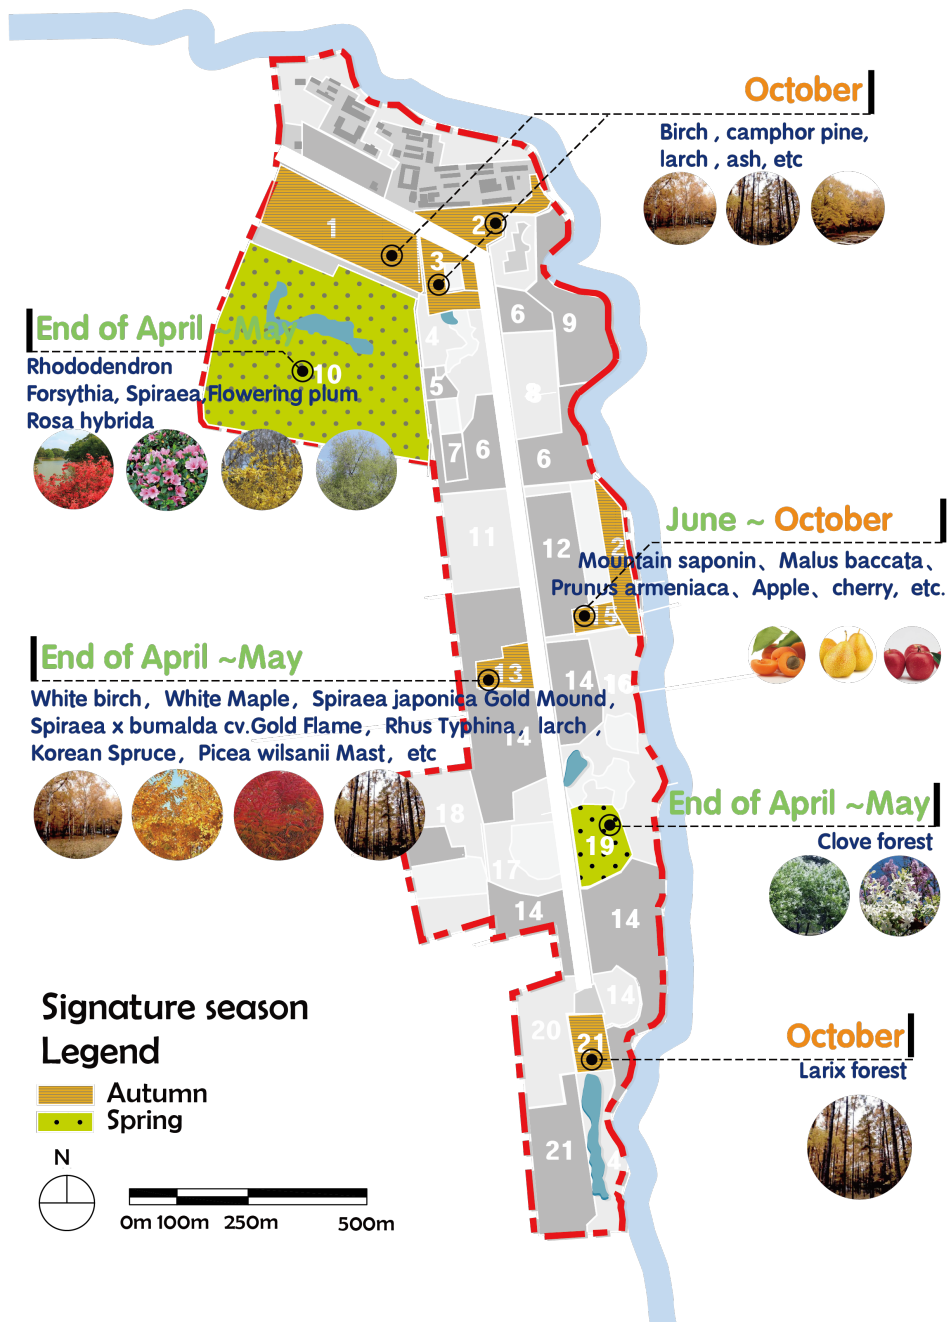 October
Birch , camphor pine,
larch , ash, etc
1
2
3
6
9
4
End of April ~May
Rhododendron
Forsythia, Spiraea,Flowering plum
Rosa hybrida
10
5
8
7
6
6
11
12
2
June ~ October
Mountain saponin、Malus baccata、
Prunus armeniaca、Apple、cherry, etc.
15
End of April ~May
White birch, White Maple, Spiraea japonica Gold Mound,
Spiraea x bumalda cv.Gold Flame, Rhus Typhina, larch ,
Korean Spruce, Picea wilsanii Mast, etc
13
14
16
14
18
End of April ~May
Clove forest
19
17
14
14
14
Signature season
Legend
Autumn
Spring
N
0m 100m 250m 500m
20
21
October
Larix forest
21
4